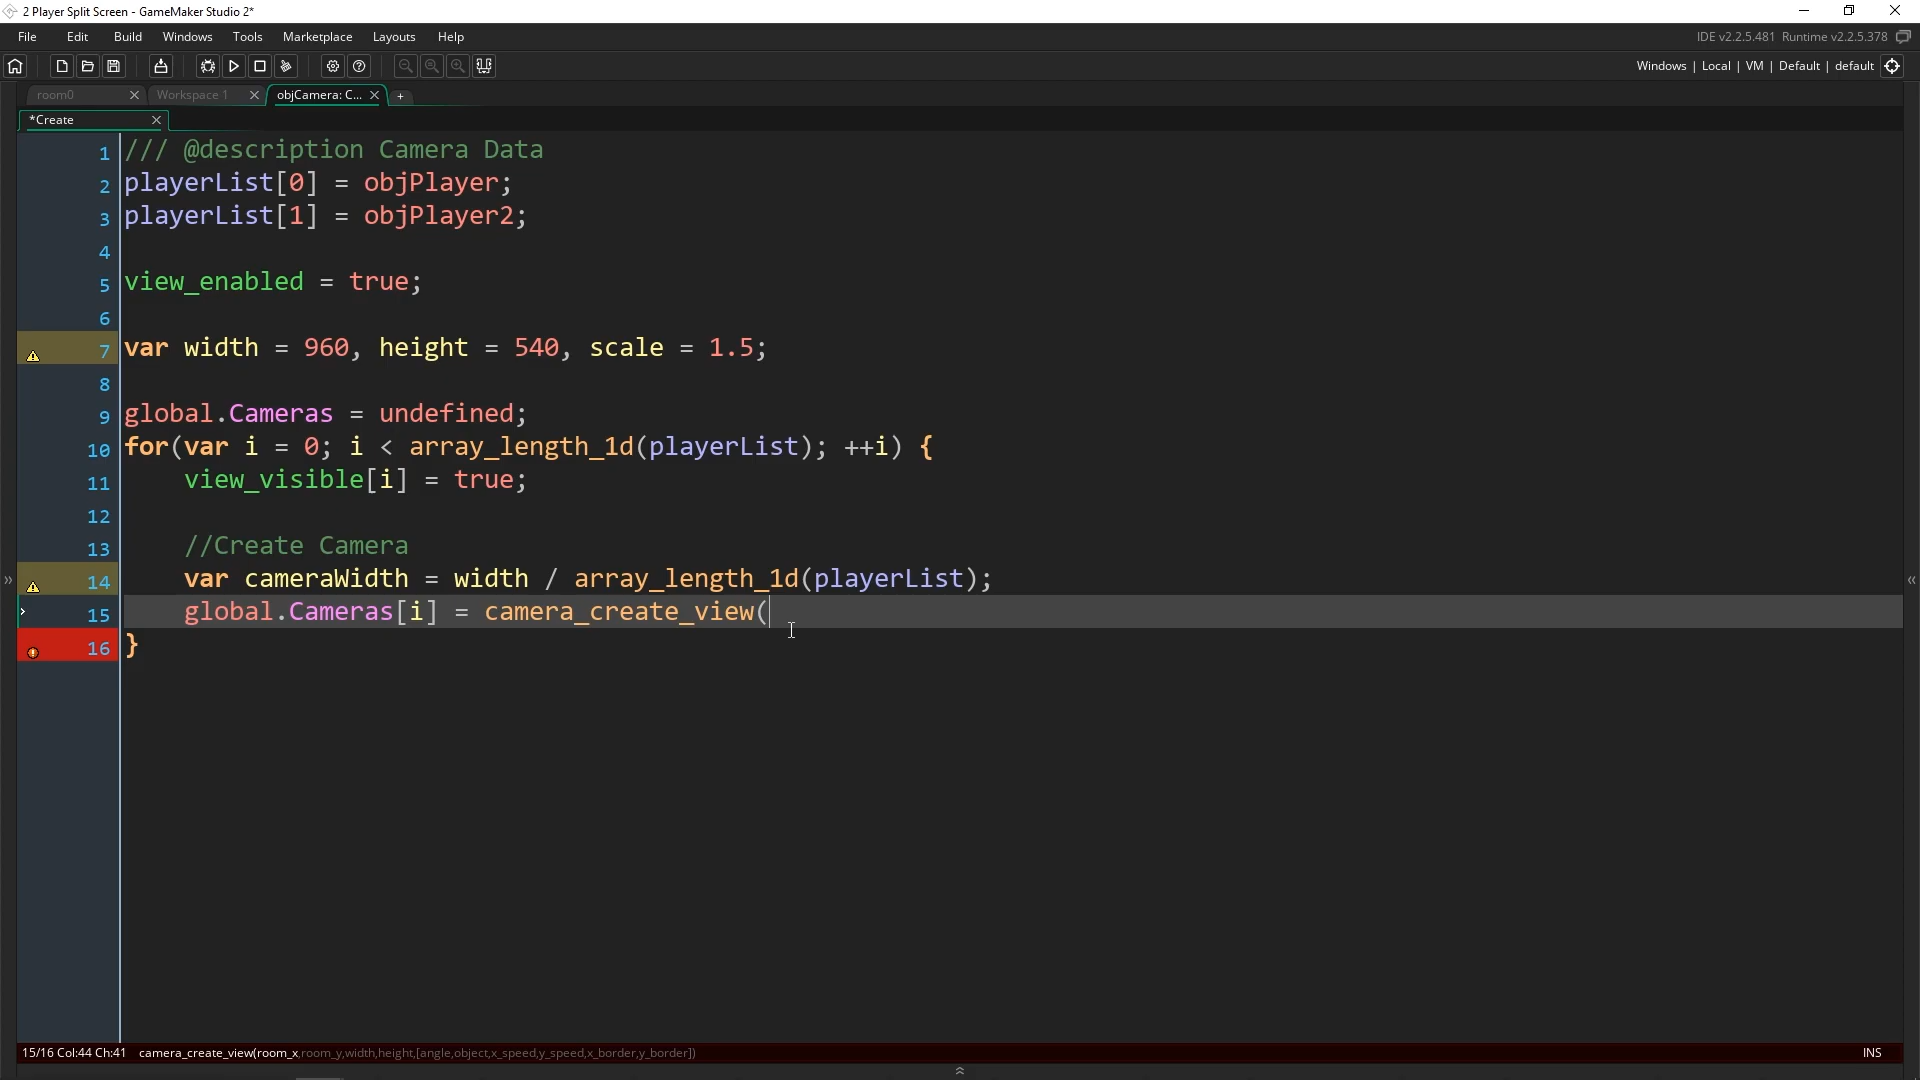 2 Player Split Screen - GameMaker Studio 2*
File Edit Build Windows Tools Marketplace Layouts Help
IDE v2.2.5.481 Runtime v2.2.5.378
Windows | Local | VM | Default | default
room0 Workspace 1 objCamera: C... +
*Create
1 /// @description Camera Data
2 playerList[0] = objPlayer;
3 playerList[1] = objPlayer2;
4
5 view_enabled = true;
6
7 var width = 960, height = 540, scale = 1.5;
8
9 global.Cameras = undefined;
10 for(var i = 0; i < array_length_1d(playerList); ++i) {
11 view_visible[i] = true;
12
13 //Create Camera
14 var cameraWidth = width / array_length_1d(playerList);
15 global.Cameras[i] = camera_create_view(
16 }
15/16 Col:44 Ch:41 camera_create_view(room_x,room_y,width,height,[angle,object,x_speed,y_speed,x_border,y_border])
INS